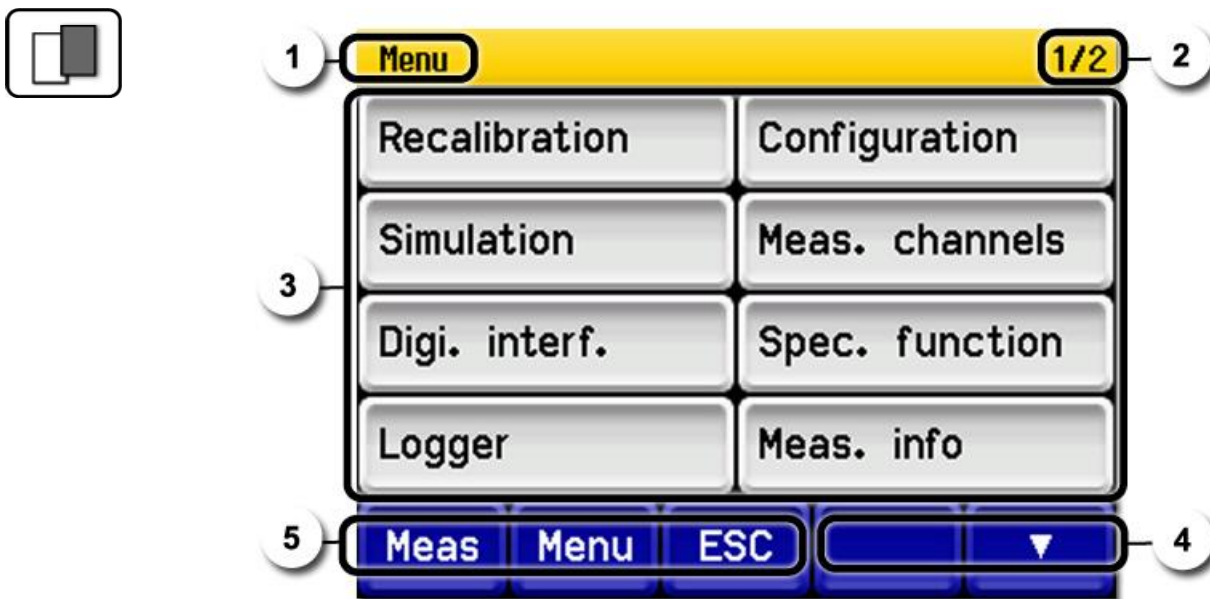 1 Menu 1/2 2
Recalibration Configuration
Simulation Meas. channels
3
Digi. interf. Spec. function
Logger Meas. info
5 Meas Menu ESC ▼ 4